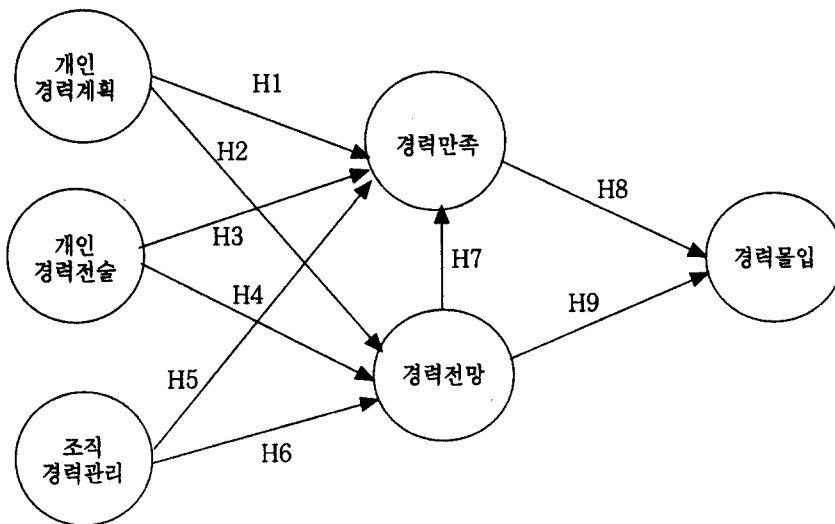 개인
경력계획
H1
경력만족
H2
H8
개인
경력전술
H3
H7
경력몰입
H4
H9
H5
경력전망
조직
경력관리
H6